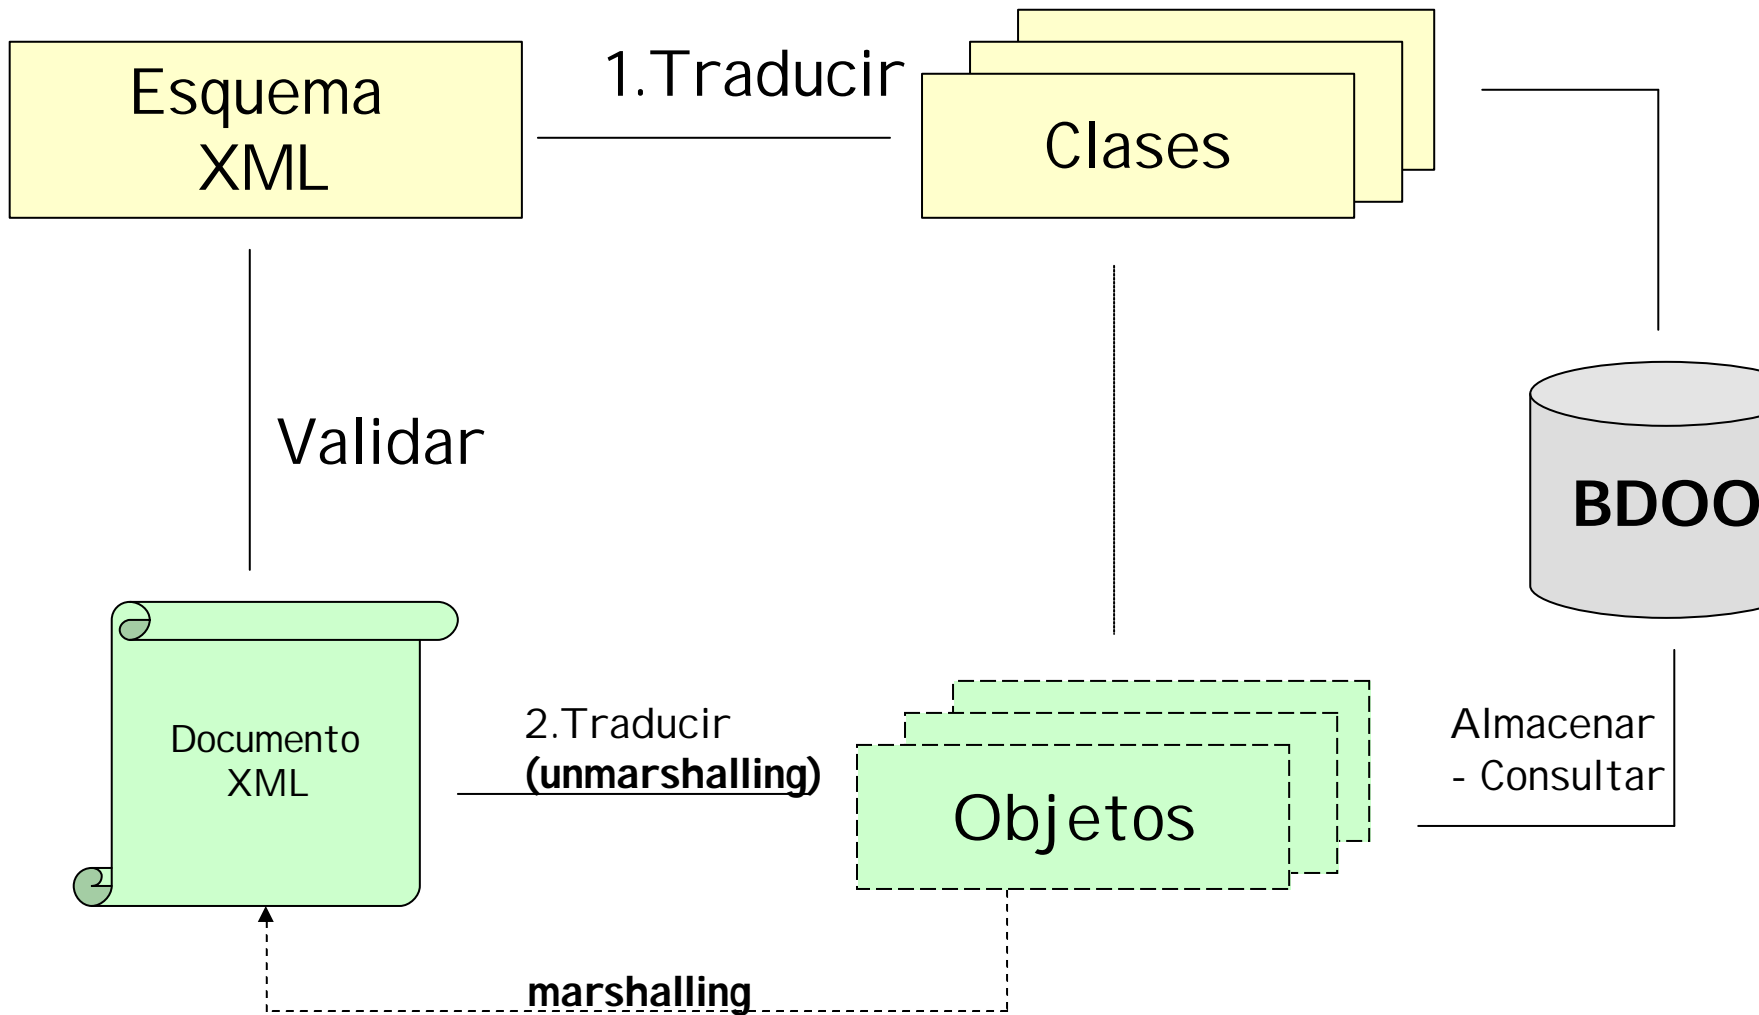 Esquema
XML
1.Traducir
Clases
Validar
BDOO
Documento
XML
2.Traducir
(unmarshalling)
Objetos
Almacenar
- Consultar
marshalling